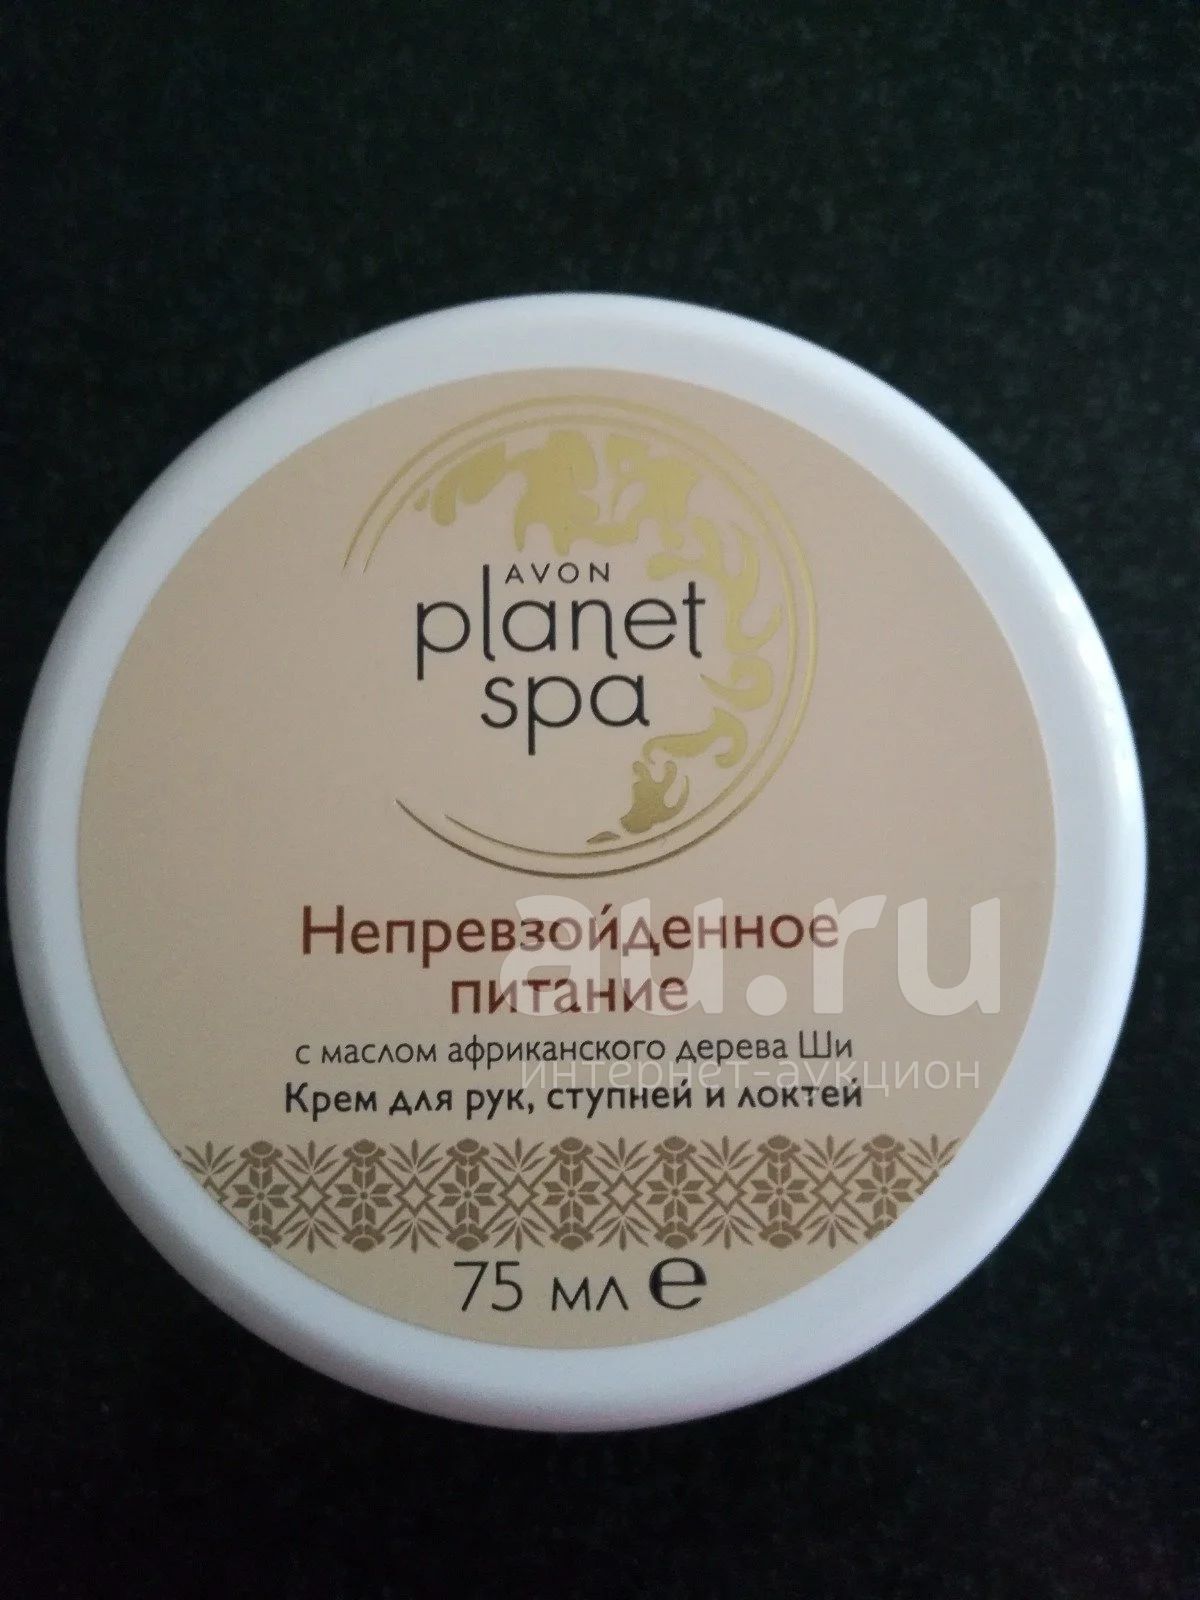 AVON
planet
spa
Непревзойденное
питание
au.ru
с маслом африканского дерева Ши
интернет-аукцион
Крем для рук, ступней и локтей
75 мл e